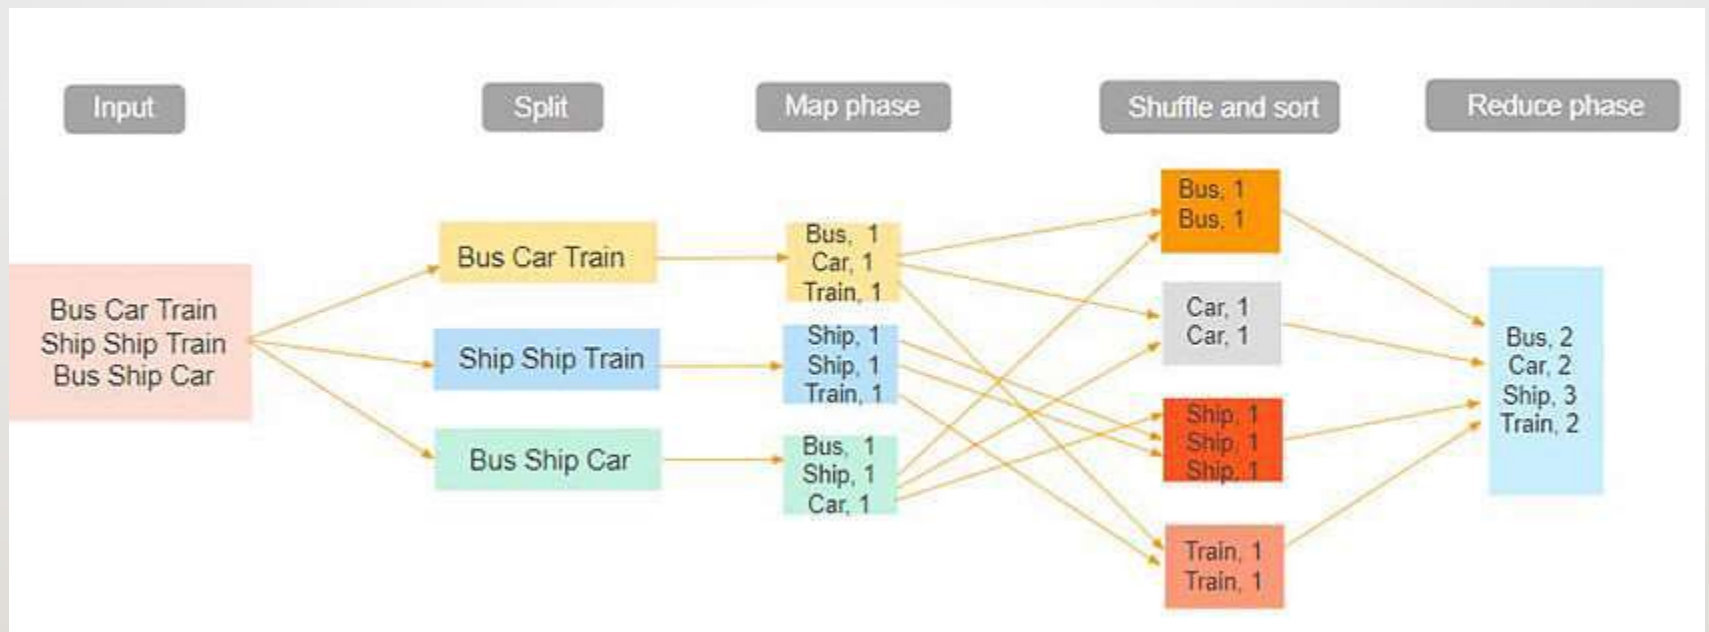 Input
Split
Map phase
Shuffle and sort
Reduce phase
Bus Car Train
Ship Ship Train
Bus Ship Car
Bus Car Train
Ship Ship Train
Bus Ship Car
Bus, 1
Car, 1
Train, 1
Ship, 1
Ship, 1
Train, 1
Bus, 1
Ship, 1
Car, 1
Bus, 1
Bus, 1
Car, 1
Car, 1
Ship, 1
Ship, 1
Ship, 1
Train, 1
Train, 1
Bus, 2
Car, 2
Ship, 3
Train, 2